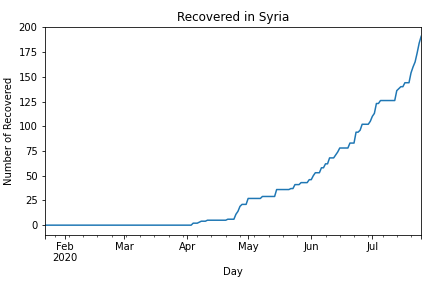 Recovered in Syria
Number of Recovered
200
175
150
125
100
75
50
25
0
Feb
2020
Mar
Apr
May
Jun
Jul
Day